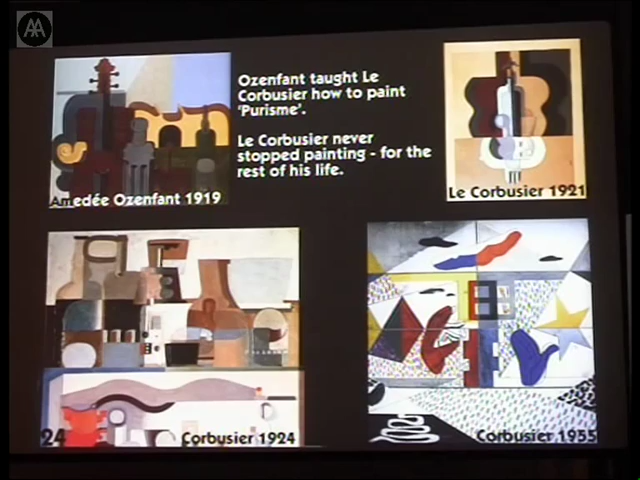 AA
Ozenfant taught Le
Corbusier how to paint
'Purisme'.
Le Corbusier never
stopped painting - for the
rest of his life.
Amedée Ozenfant 1919
Le Corbusier 1921
24
Corbusier 1924
Corbusier 1955